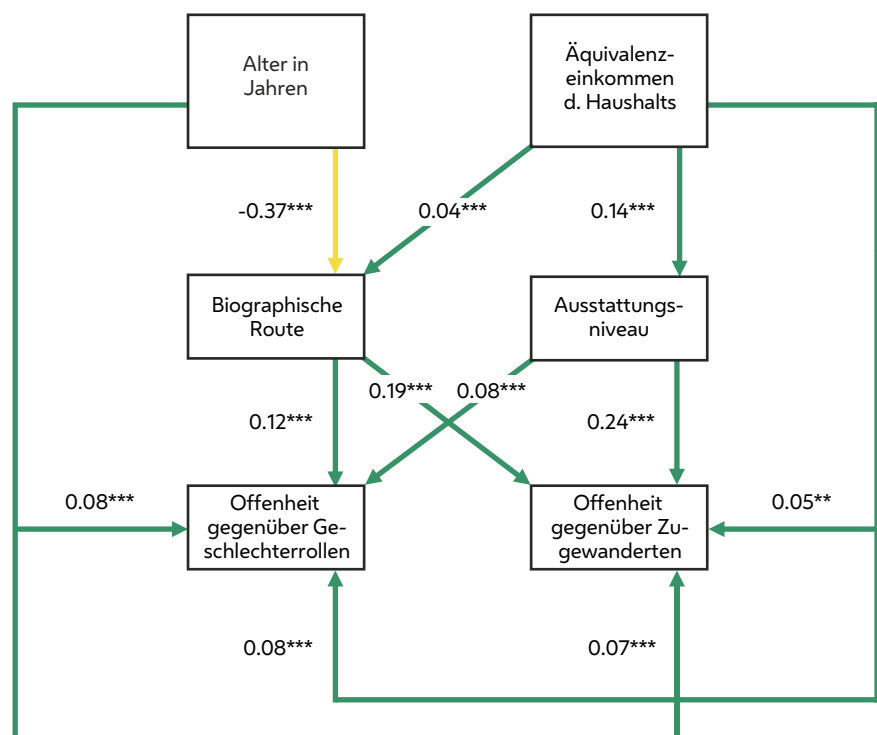 Alter in
Jahren
Äquivalenz-
einkommen
d. Haushalts
-0.37***
0.04***
0.14***
Biographische
Route
Ausstattungs-
niveau
0.19***
0.08***
0.12***
0.24***
0.08***
Offenheit
gegenüber Ge-
schlechterrollen
Offenheit
gegenüber Zu-
gewanderten
0.05**
0.08***
0.07***